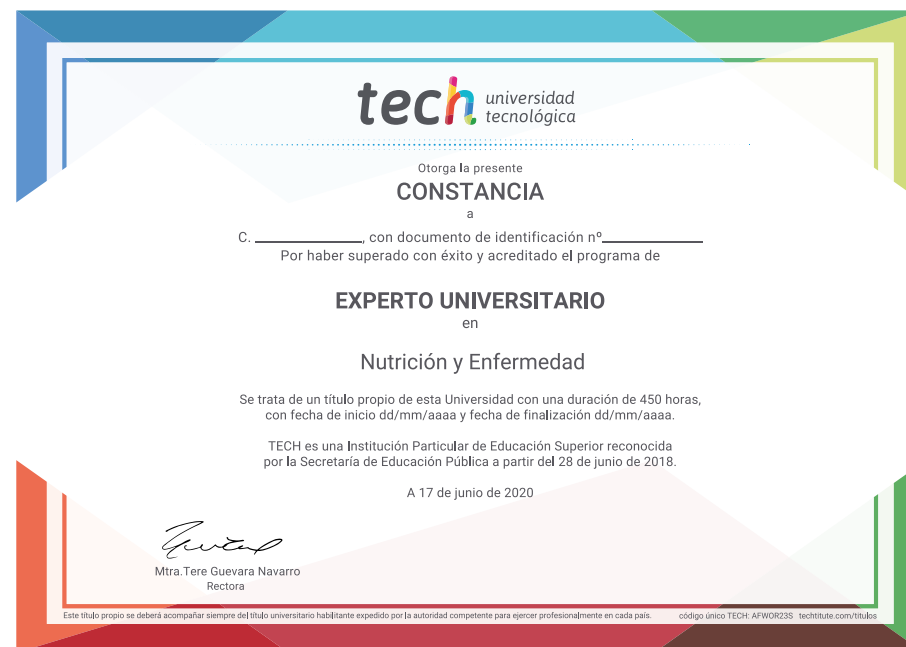 tech universidad
tecnológica
Otorga la presente
CONSTANCIA
a
C. ____________, con documento de identificación nº____________
Por haber superado con éxito y acreditado el programa de
EXPERTO UNIVERSITARIO
en
Nutrición y Enfermedad
Se trata de un título propio de esta Universidad con una duración de 450 horas,
con fecha de inicio dd/mm/aaaa y fecha de finalización dd/mm/aaaa.
TECH es una Institución Particular de Educación Superior reconocida
por la Secretaría de Educación Pública a partir del 28 de junio de 2018.
A 17 de junio de 2020
Mtra.Tere Guevara Navarro
Rectora
Este título propio se deberá acompañar siempre del título universitario habilitante expedido por la autoridad competente para ejercer profesionalmente en cada país. código único TECH: AFWOR23S techtitute.com/títulos